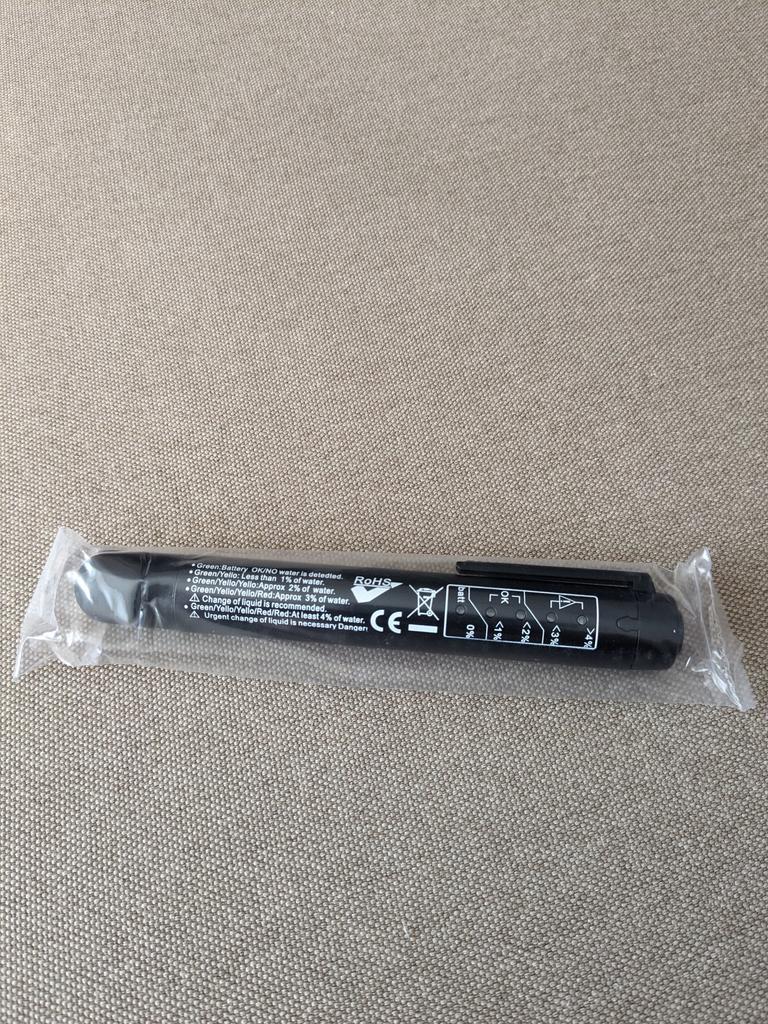 • Green:Battery OK/NO water is detedted.
• Green/Yello: Less than 1% of water.
• Green/Yello/Yello:Approx 2% of water.
• Green/Yello/Yello/Red:Approx 3% of water.
⚠ Change of liquid is recommended.
• Green/Yello/Yello/Red/Red:At least 4% of water.
⚠ Urgent change of liquid is necessary Danger!
RoHS
CE
Batt
OK
0%
<1%
<2%
<3%
>4%